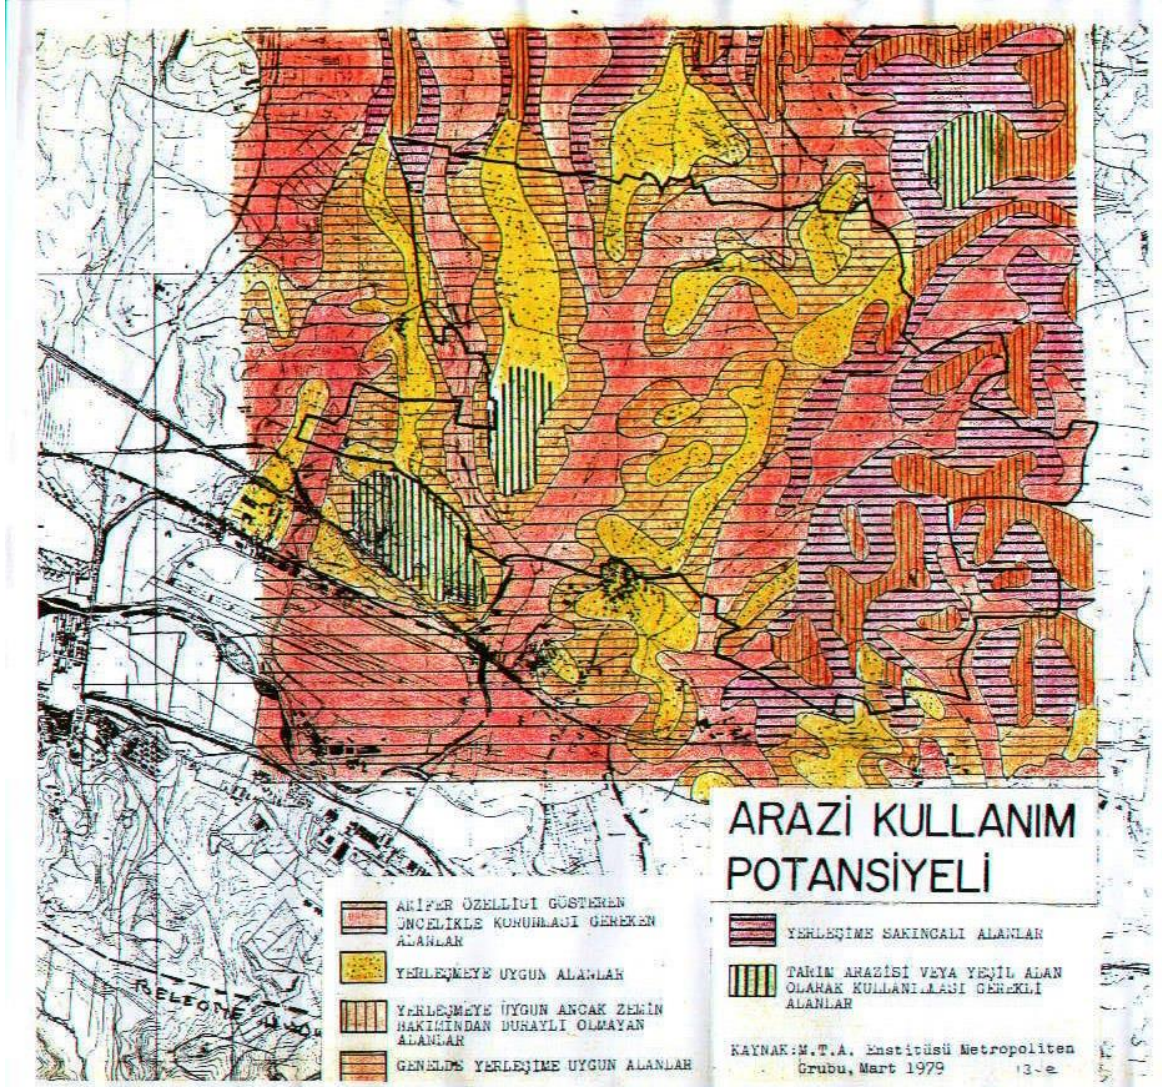 ARAZİ KULLANIM
POTANSİYELİ
AKİFER ÖZELLİĞİ GÖSTEREN
ÖNCELİKLE KORUNMASI GEREKEN
ALANLAR
YERLEŞMEYE UYGUN ALANLAR
YERLEŞMEYE UYGUN ANCAK ZEMİN
BAKIMINDAN DURAYLI OLMAYAN
ALANLAR
GENELDE YERLEŞİME UYGUN ALANLAR
YERLEŞİME SAKINCALI ALANLAR
TARIM ARAZİSİ VEYA YEŞİL ALAN
OLARAK KULLANILMASI GEREKLİ
ALANLAR
KAYNAK:M.T.A. Enstitüsü Metropoliten
Grubu, Mart 1979